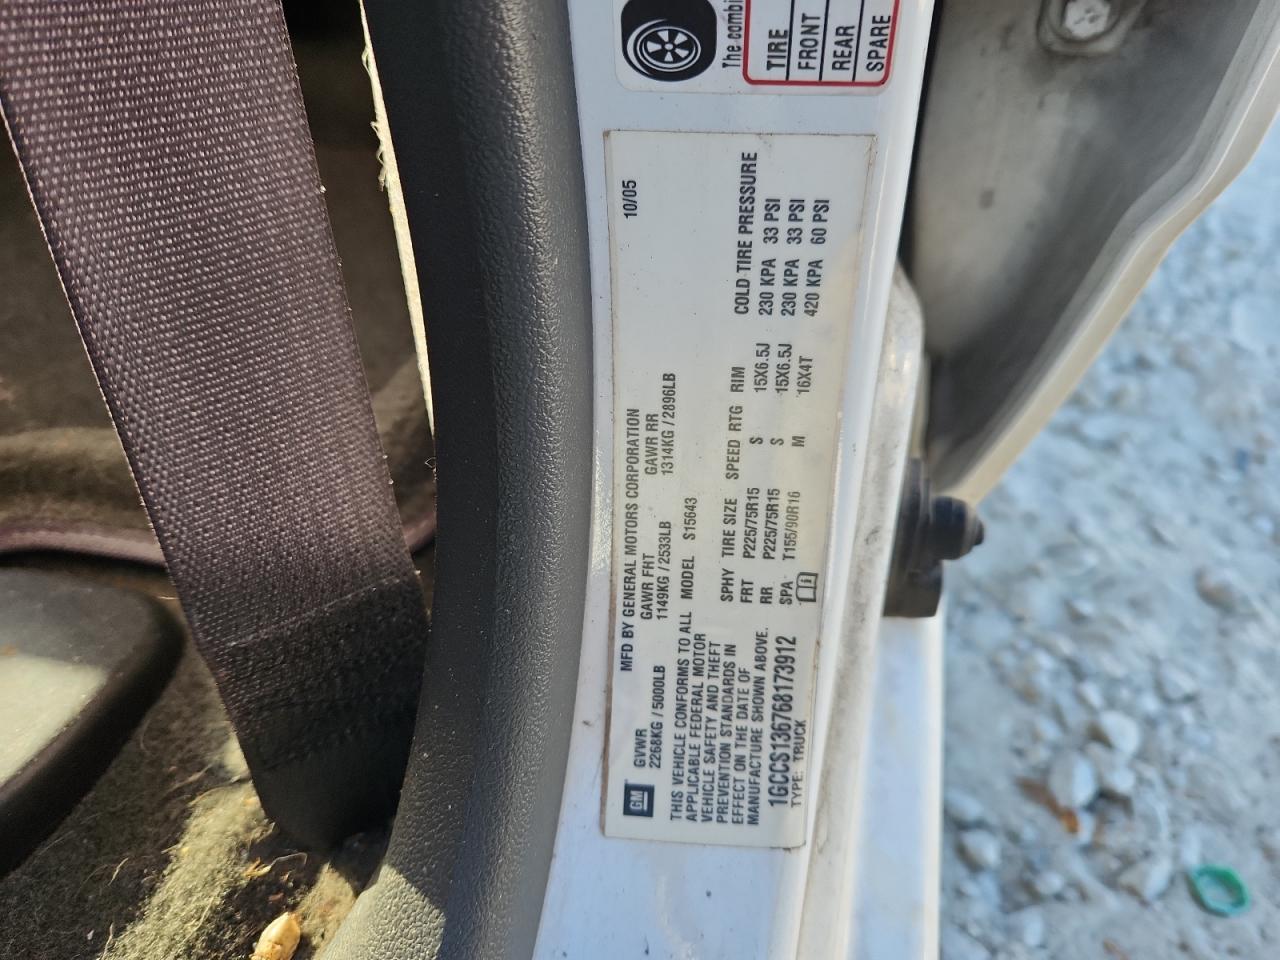 The combi
TIRE
FRONT
REAR
SPARE
10/05
MFD BY GENERAL MOTORS CORPORATION
GVWR GAWR FHT GAWR RR
2268KG / 5000LB 1149KG / 2533LB 1314KG / 2896LB
GM
THIS VEHICLE CONFORMS TO ALL
APPLICABLE FEDERAL MOTOR
VEHICLE SAFETY AND THEFT
PREVENTION STANDARDS IN
EFFECT ON THE DATE OF
MANUFACTURE SHOWN ABOVE.
1GCCS136768173912
TYPE: TRUCK
MODEL S15643
SPHY TIRE SIZE SPEED RTG RIM COLD TIRE PRESSURE
FRT P225/75R15 S 15X6.5J 230 KPA 33 PSI
RR P225/75R15 S 15X6.5J 230 KPA 33 PSI
SPA T155/90R16 M 16X4T 420 KPA 60 PSI